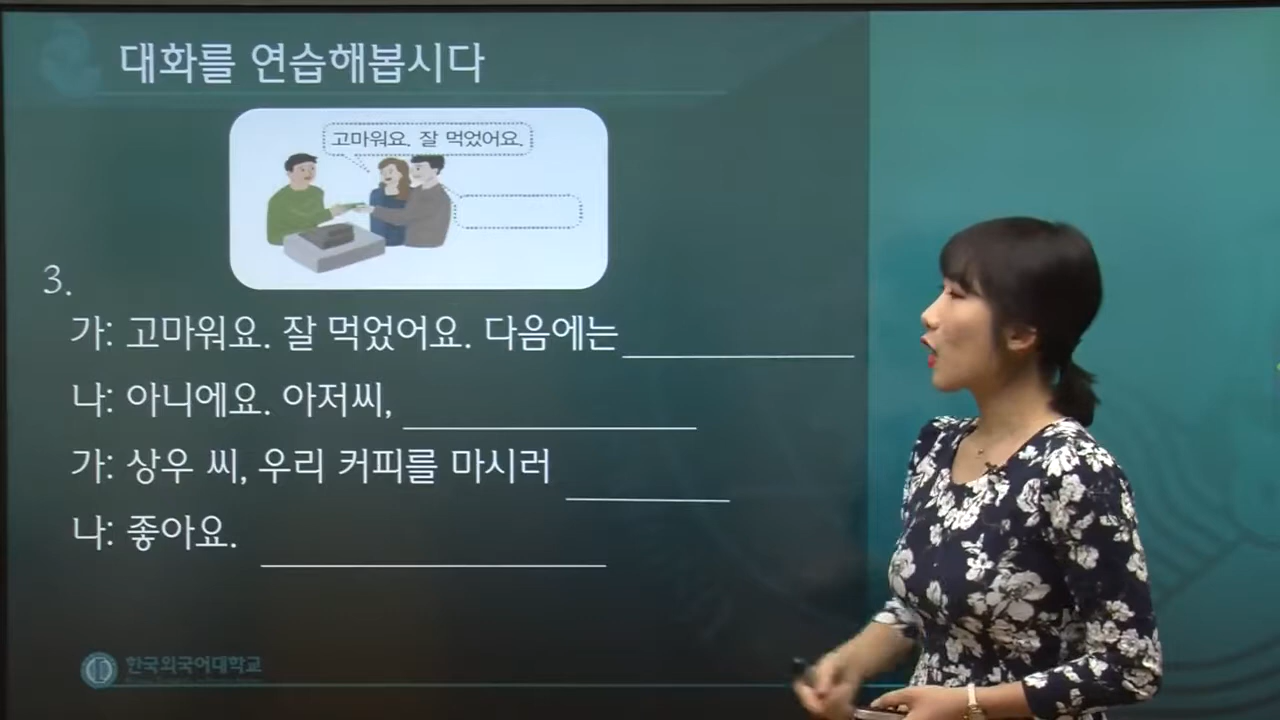 대화를 연습해봅시다
고마워요. 잘 먹었어요.
3.
가: 고마워요. 잘 먹었어요. 다음에는
나: 아니에요. 아저씨,
가: 상우 씨, 우리 커피를 마시러
나: 좋아요.
한국외국어대학교